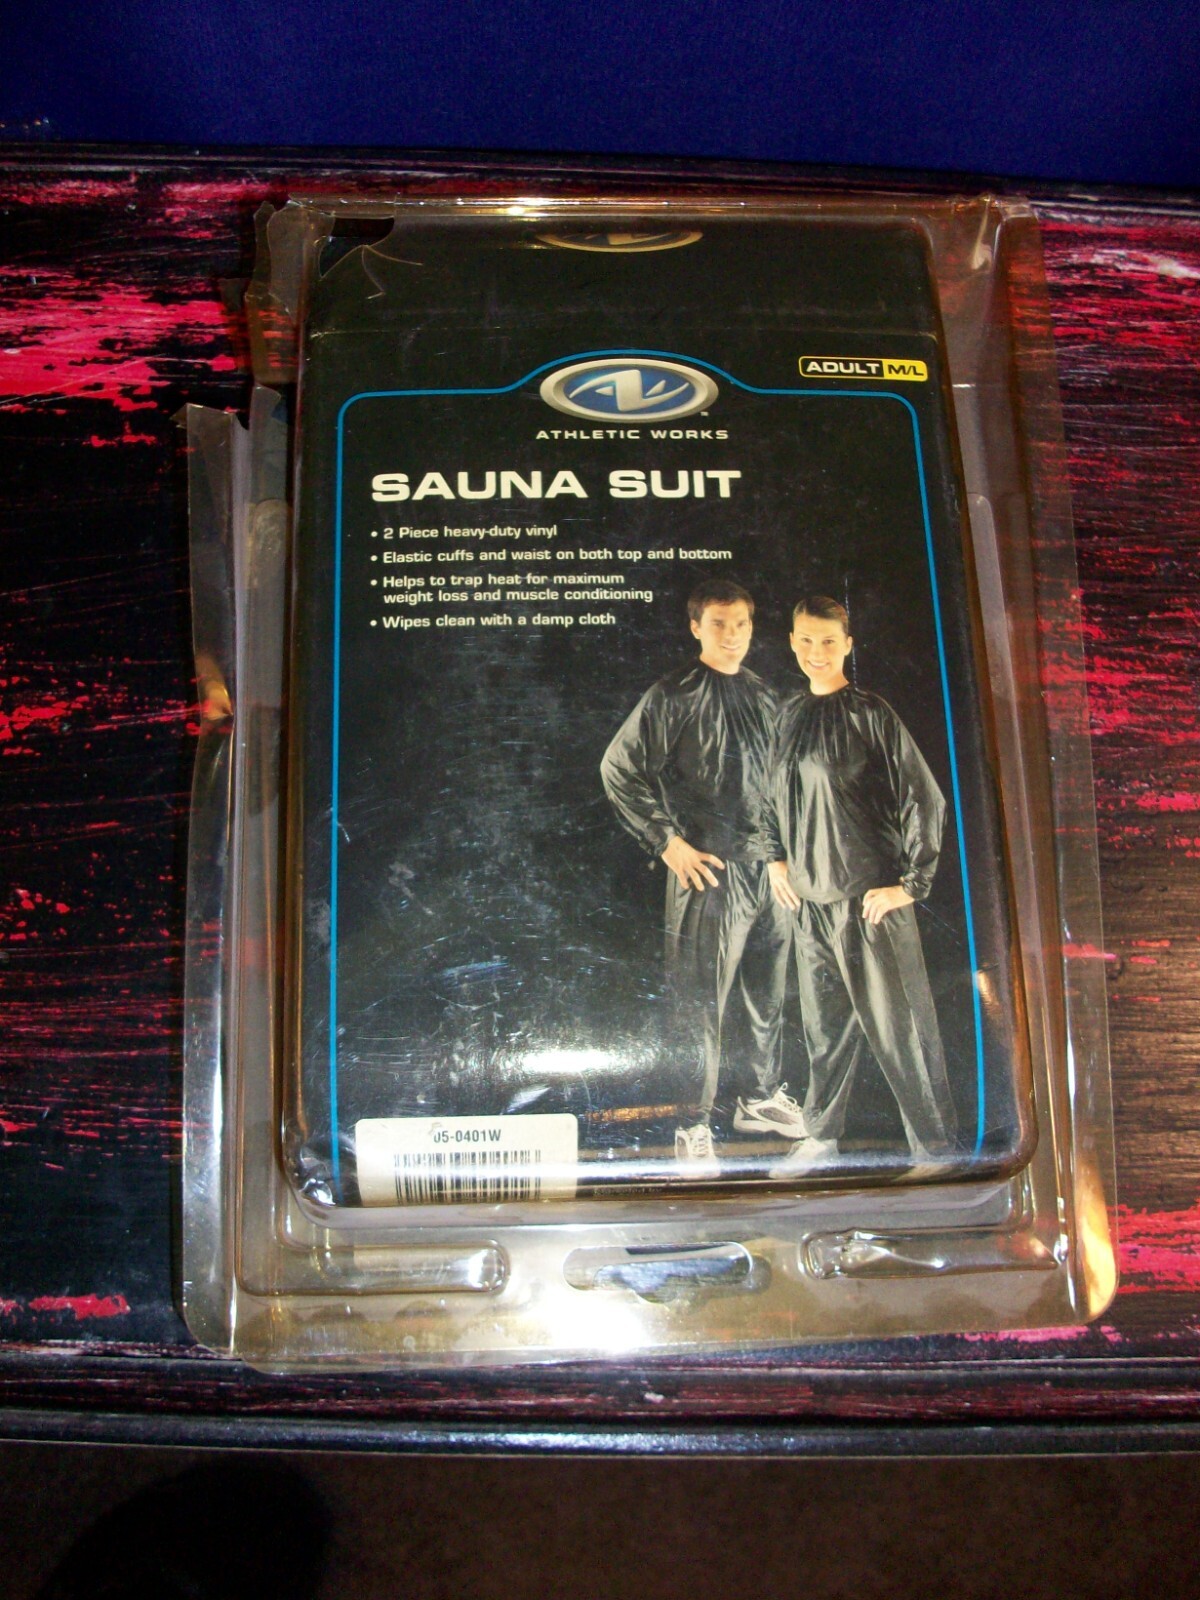 ADULT M/L
ATHLETIC WORKS
SAUNA SUIT
• 2 Piece heavy-duty vinyl
• Elastic cuffs and waist on both top and bottom
• Helps to trap heat for maximum
weight loss and muscle conditioning
• Wipes clean with a damp cloth
05-0401W